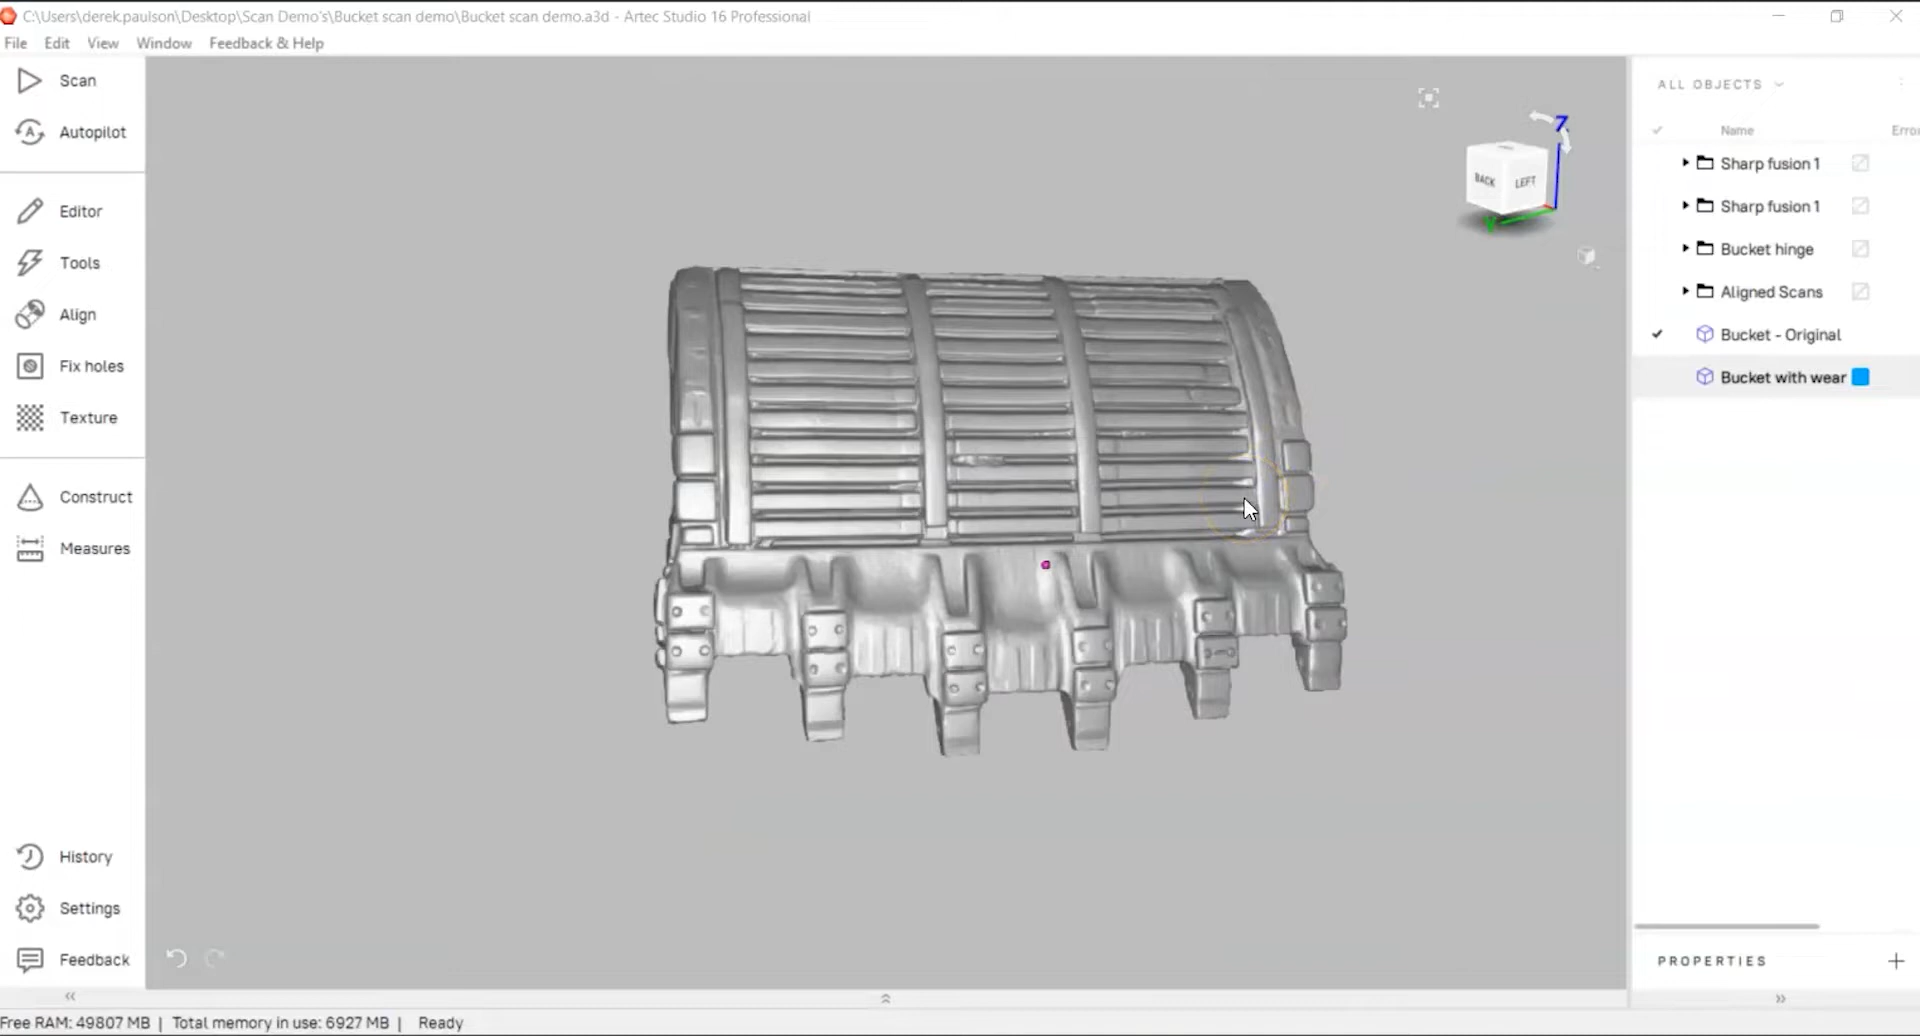 C:\Users\derek.paulson\Desktop\Scan Demo's\Bucket scan demo\Bucket scan demo.a3d - Artec Studio 16 Professional
File Edit View Window Feedback & Help
Scan
Autopilot
Editor
Tools
Align
Fix holes
Texture
Construct
Measures
History
Settings
Feedback
Z
BACK LEFT
Y
ALL OBJECTS
Name Erro
Sharp fusion 1
Sharp fusion 1
Bucket hinge
Aligned Scans
Bucket - Original
Bucket with wear
PROPERTIES
Free RAM: 49807 MB | Total memory in use: 6927 MB | Ready